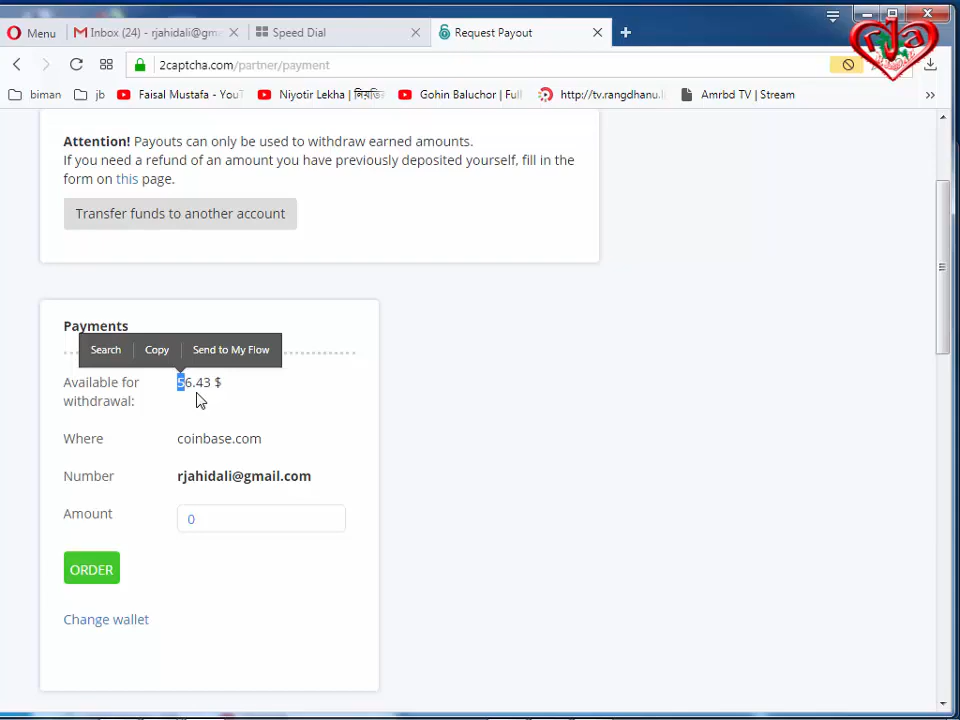 Menu
Inbox (24) - rjahidali@gm
Speed Dial
Request Payout
rja
2captcha.com/partner/payment
biman
jb
Faisal Mustafa - YouT
Niyotir Lekha | নিয়তির
Gohin Baluchor | Full
http://tv.rangdhanu.l
Amrbd TV | Stream
Attention! Payouts can only be used to withdraw earned amounts.
If you need a refund of an amount you have previously deposited yourself, fill in the
form on this page.
Transfer funds to another account
Payments
Search
Copy
Send to My Flow
Available for
withdrawal:
56.43 $
Where
coinbase.com
Number
rjahidali@gmail.com
Amount
0
ORDER
Change wallet